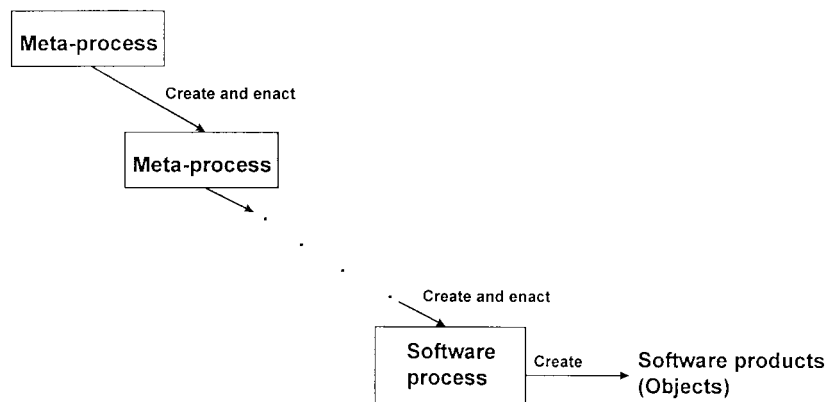 Meta-process
Create and enact
Meta-process
Create and enact
Software
process
Create
Software products
(Objects)